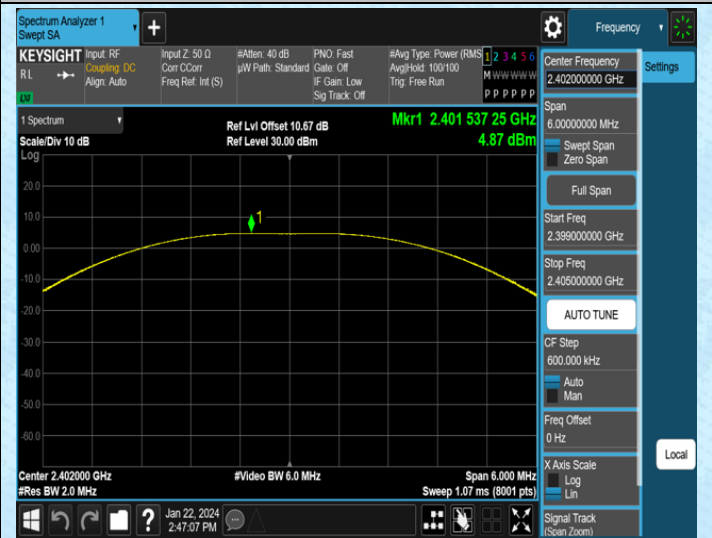 Spectrum Analyzer 1
Swept SA
Frequency
KEYSIGHT
RL
LXI
Input: RF
Coupling: DC
Align: Auto
Input Z: 50 Ω
Corr CCorr
Freq Ref: Int (S)
#Atten: 40 dB
µW Path: Standard
PNO: Fast
Gate: Off
IF Gain: Low
Sig Track: Off
#Avg Type: Power (RMS
Avg|Hold: 100/100
Trig: Free Run
1 2 3 4 5 6
M W W W W W
P P P P P P
1 Spectrum
Scale/Div 10 dB
Log
Ref Lvl Offset 10.67 dB
Ref Level 30.00 dBm
Mkr1 2.401 537 25 GHz
4.87 dBm
20.0
10.0
0.00
-10.0
-20.0
-30.0
-40.0
-50.0
-60.0
1
Center 2.402000 GHz
#Res BW 2.0 MHz
#Video BW 6.0 MHz
Span 6.000 MHz
Sweep 1.07 ms (8001 pts)
Jan 22, 2024
2:47:07 PM
Center Frequency
2.402000000 GHz
Span
6.00000000 MHz
Swept Span
Zero Span
Full Span
Start Freq
2.399000000 GHz
Stop Freq
2.405000000 GHz
AUTO TUNE
CF Step
600.000 kHz
Auto
Man
Freq Offset
0 Hz
X Axis Scale
Log
Lin
Signal Track
(Span Zoom)
Settings
Local